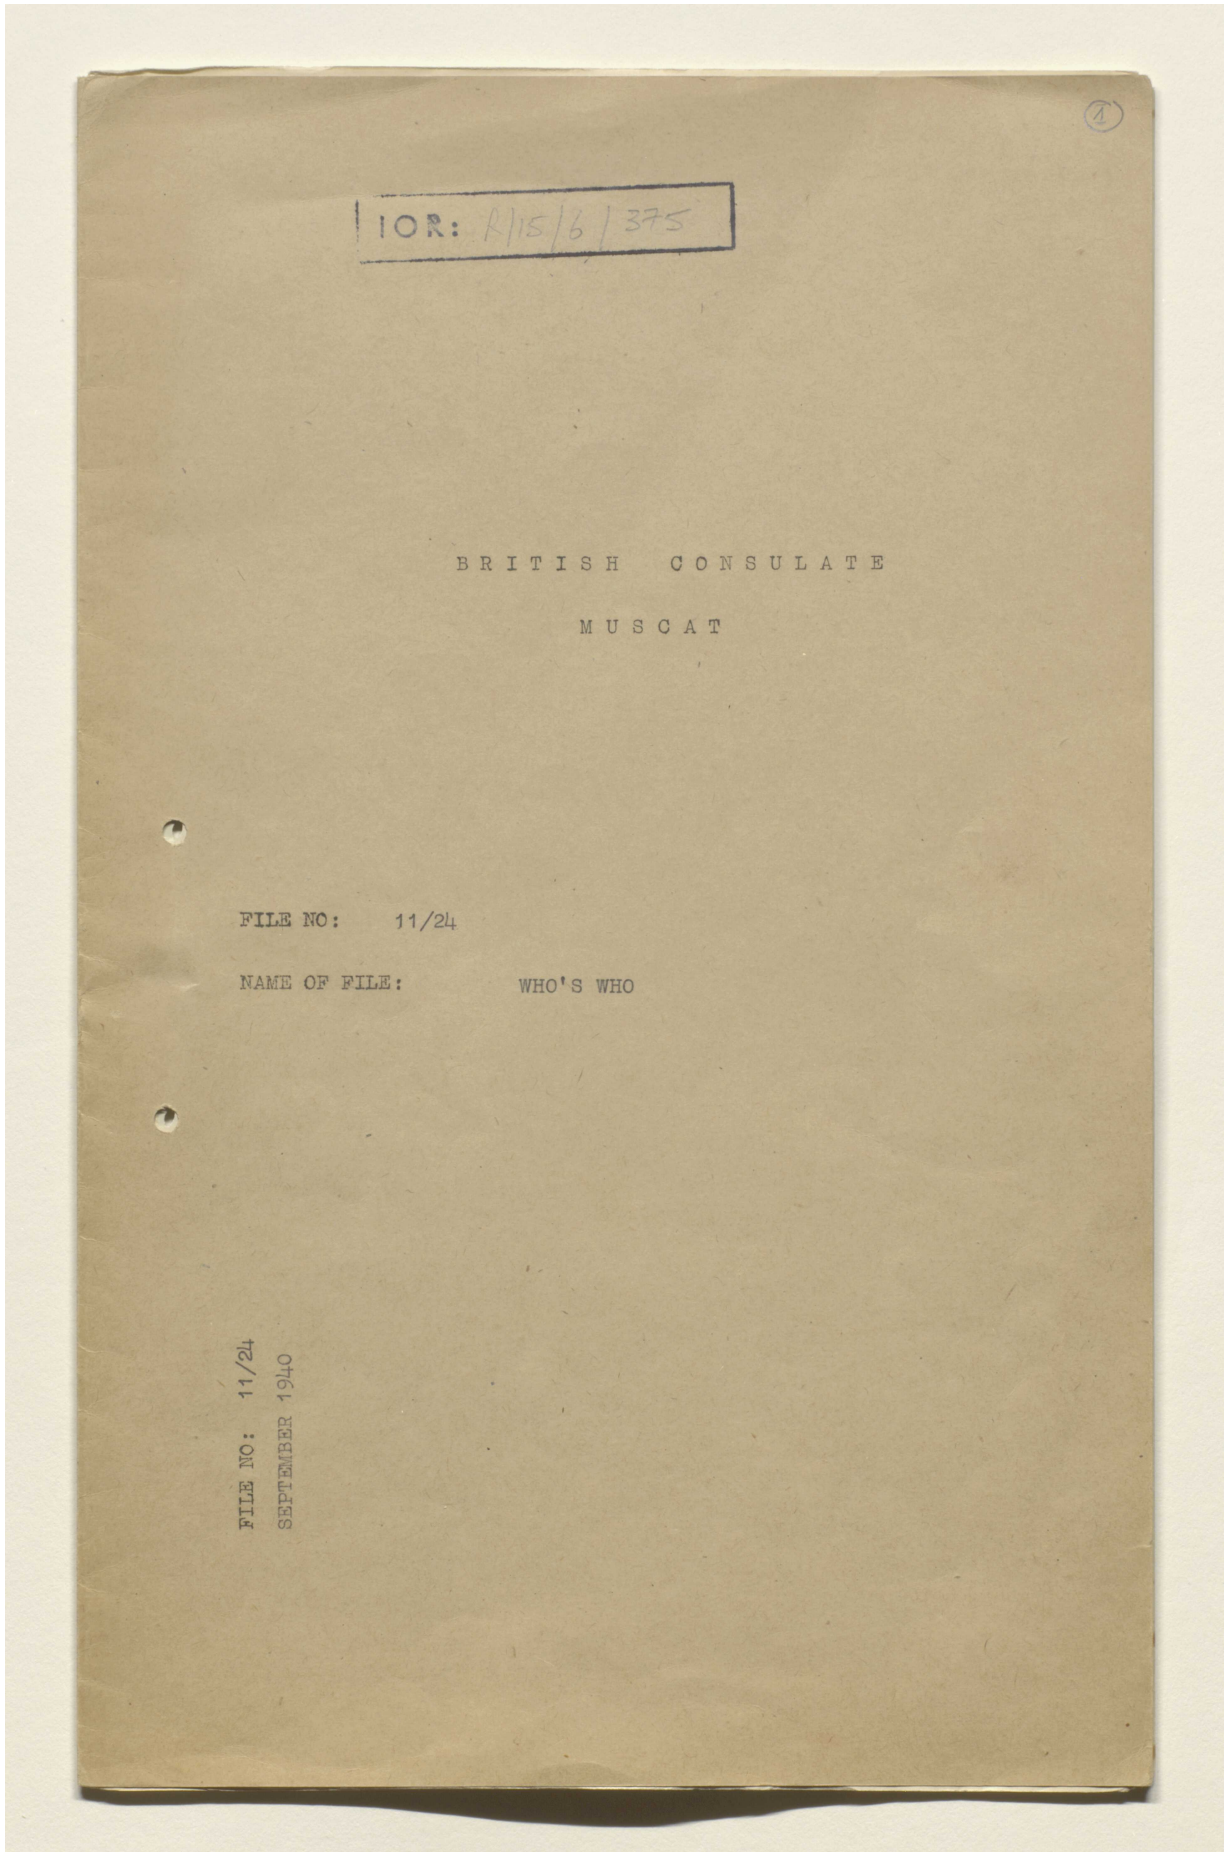 1
IOR: R/15/6/375
BRITISH CONSULATE
MUSCAT
FILE NO: 11/24
NAME OF FILE: WHO'S WHO
FILE NO: 11/24
SEPTEMBER 1940